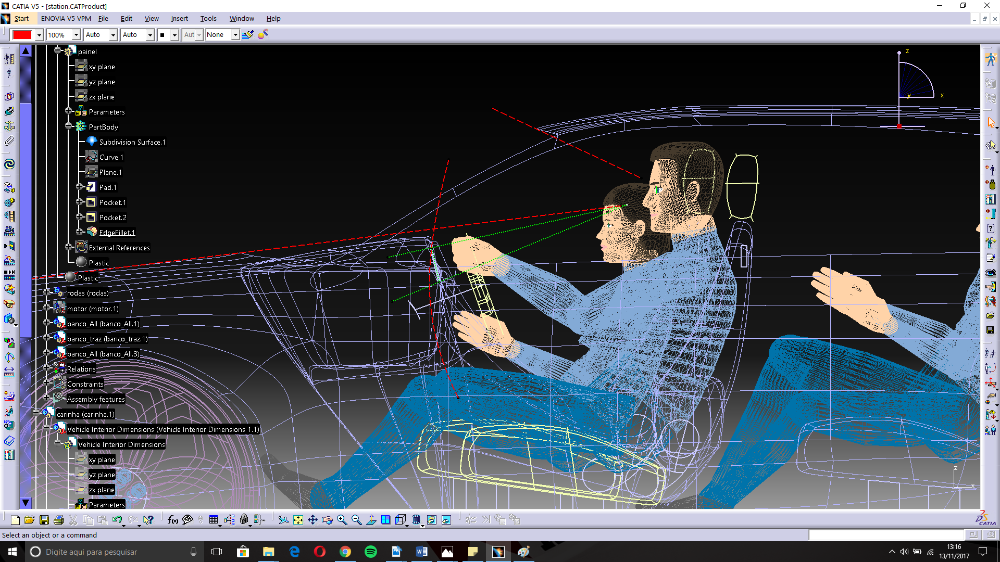 CATIA V5 - [station.CATProduct]
Start ENOVIA V5 VPM File Edit View Insert Tools Window Help
100% Auto Auto Aut None
painel
xy plane
yz plane
zx plane
Parameters
PartBody
Subdivision Surface.1
Curve.1
Plane.1
Pad.1
Pocket.1
Pocket.2
EdgeFillet.1
External References
Plastic
Plastic
rodas (rodas)
motor (motor.1)
banco_All (banco_All.1)
banco_traz (banco_traz.1)
banco_All (banco_All.3)
Relations
Constraints
Assembly features
carinha (carinha.1)
Vehicle Interior Dimensions (Vehicle Interior Dimensions 1.1)
Vehicle Interior Dimensions
xy plane
yz plane
zx plane
Parameters
z
y
x
z
x
f(x)
CATIA
Select an object or a command
Digite aqui para pesquisar
13:16
13/11/2017